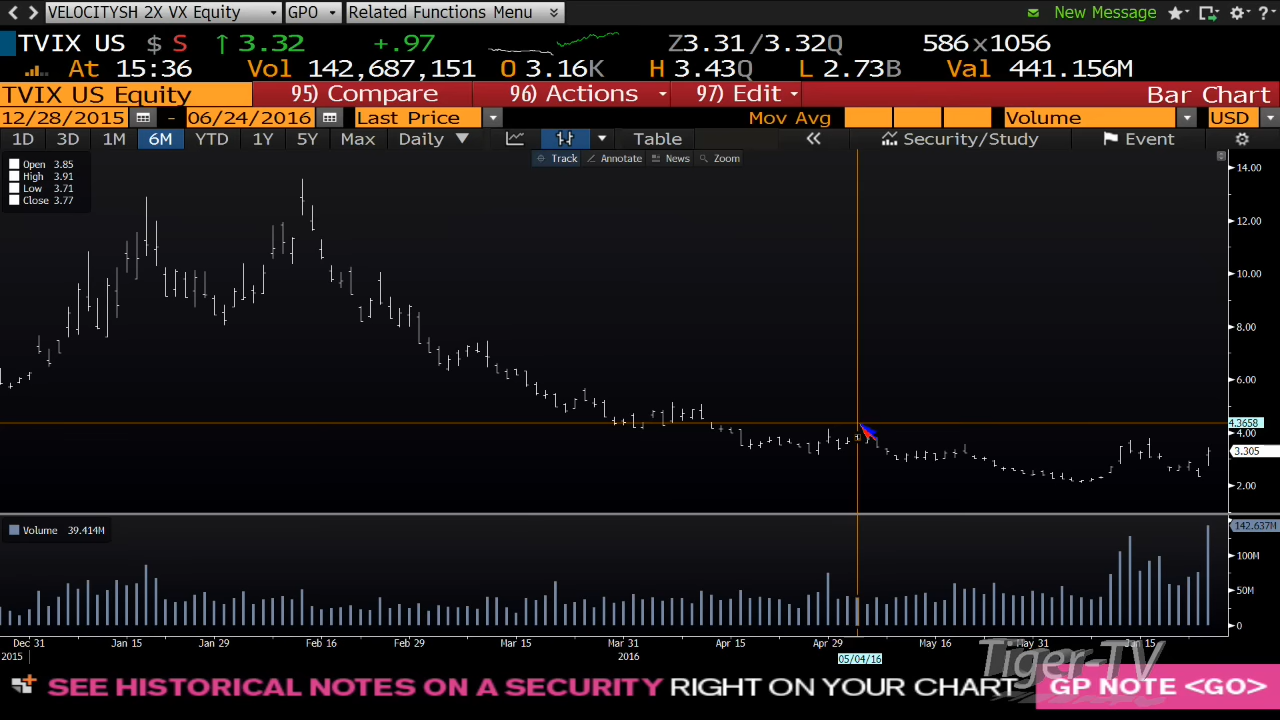 VELOCITYSH 2X VX Equity GPO Related Functions Menu New Message
TVIX US $ S ↑ 3.32 +.97 Z3.31/3.32Q 586x1056
At 15:36 Vol 142,687,151 O 3.16K H 3.43Q L 2.73B Val 441.156M
TVIX US Equity 95) Compare 96) Actions 97) Edit Bar Chart
12/28/2015 - 06/24/2016 Last Price Mov Avg Volume USD
1D 3D 1M 6M YTD 1Y 5Y Max Daily Table Security/Study Event
Track Annotate News Zoom
Open 3.85
High 3.91
Low 3.71
Close 3.77
14.00
12.00
10.00
8.00
6.00
4.3658
4.00
3.305
2.00
Volume 39.414M
142.637M
100M
50M
0
Dec 31 Jan 15 Jan 29 Feb 16 Feb 29 Mar 15 Mar 31 Apr 15 Apr 29 May 16 May 31 Jun 15
2015 2016 05/04/16
Tiger-TV
SEE HISTORICAL NOTES ON A SECURITY RIGHT ON YOUR CHART GP NOTE <GO>